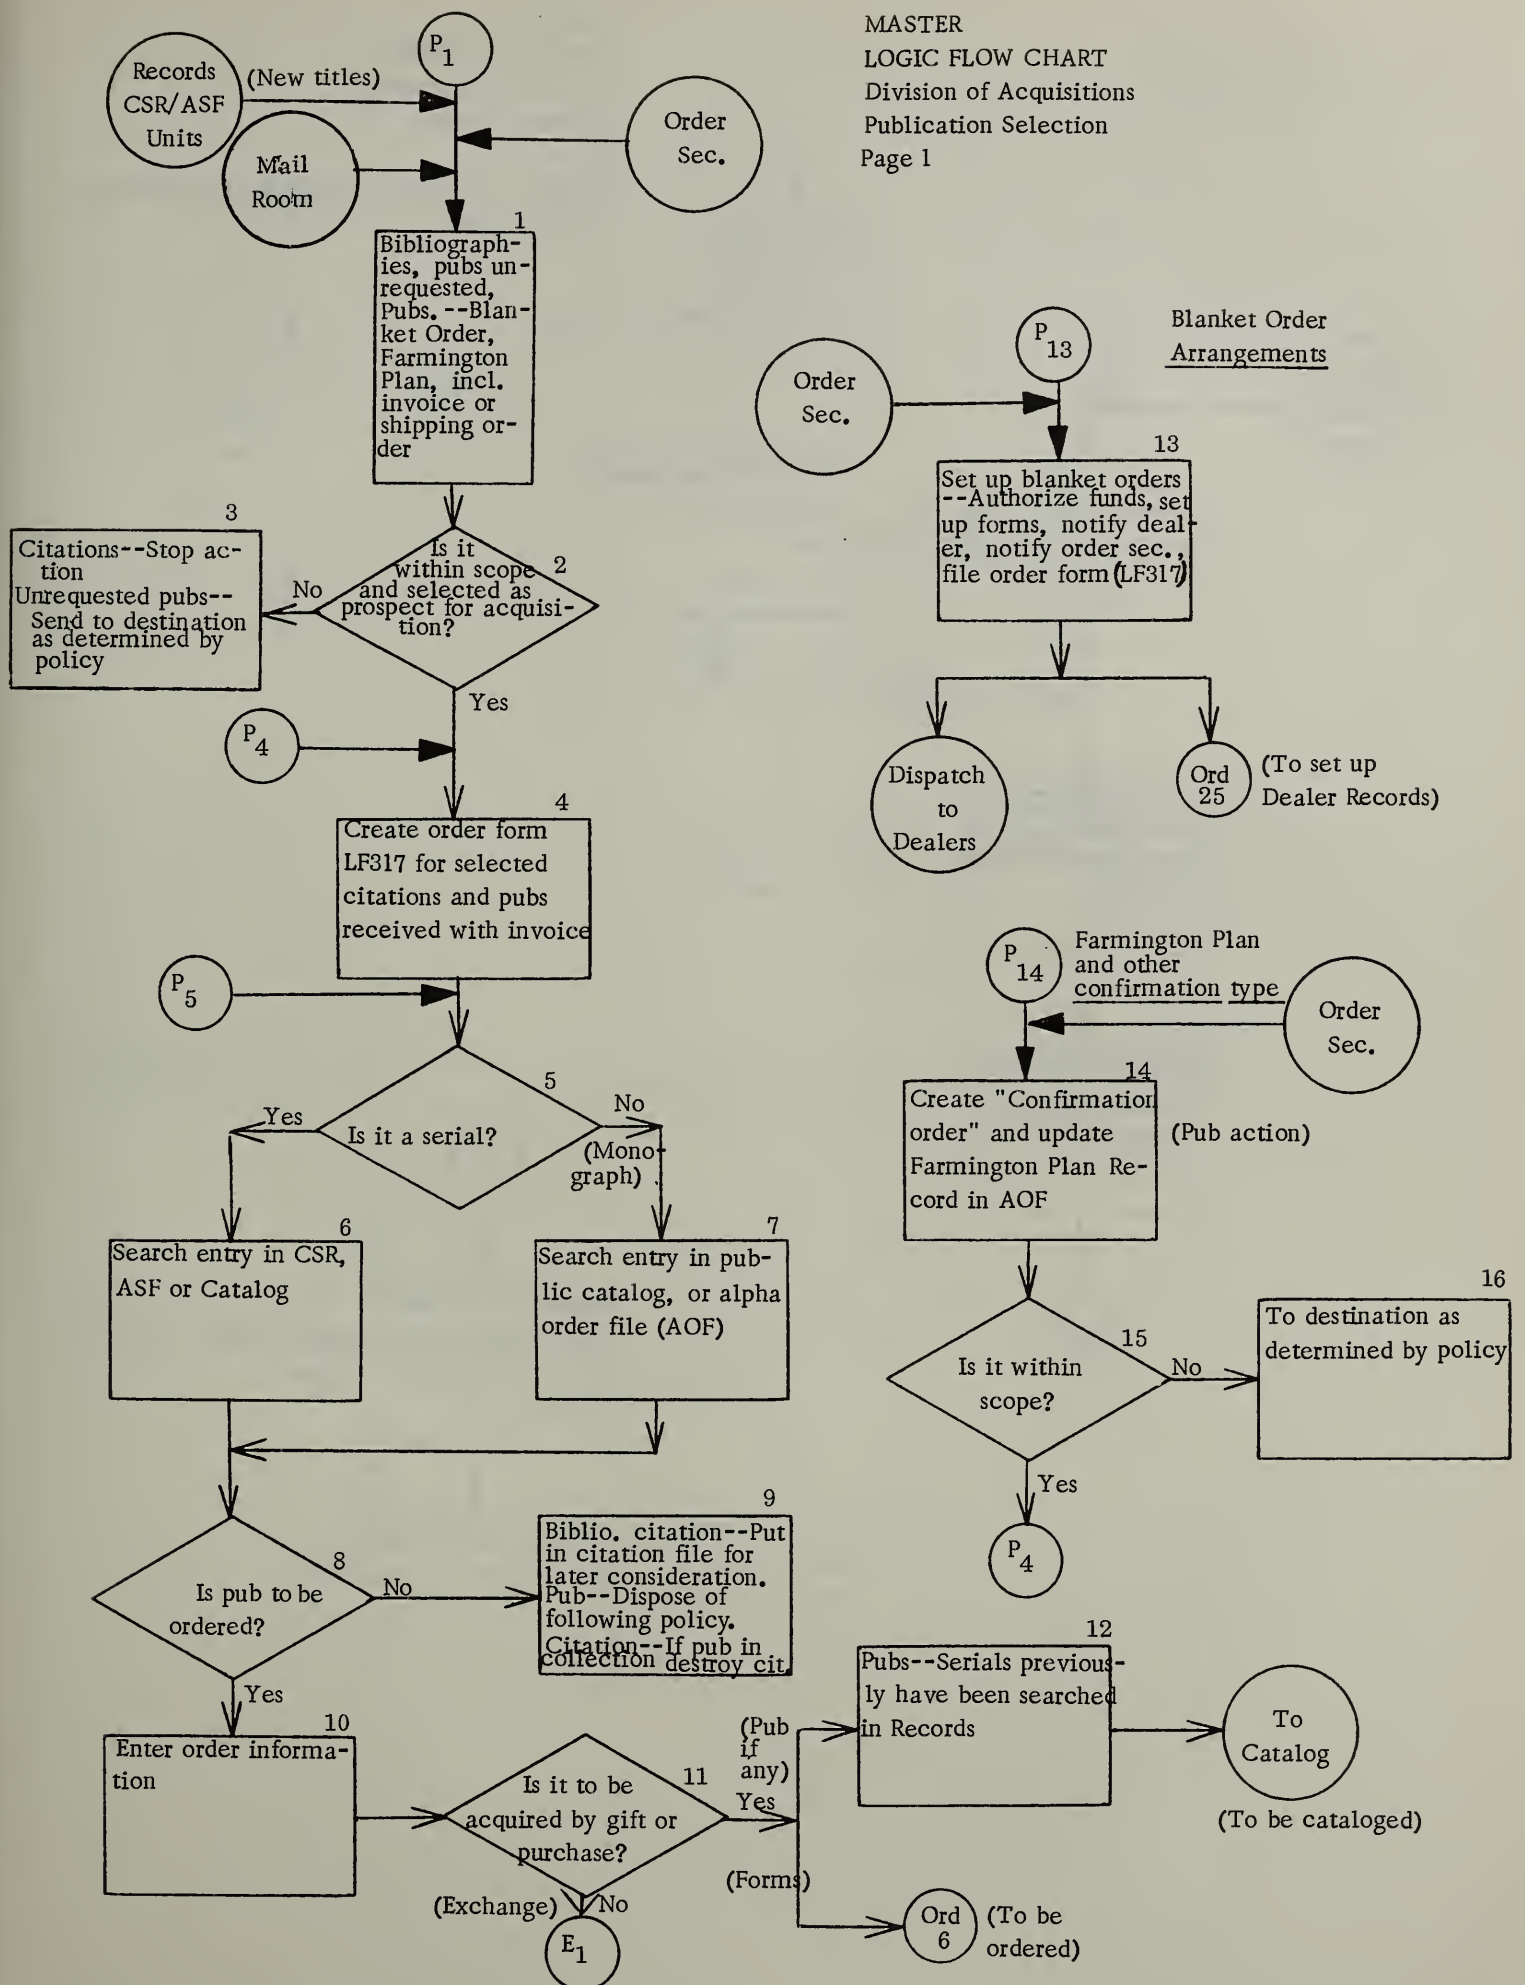 MASTER
LOGIC FLOW CHART
Division of Acquisitions
Publication Selection
Page 1
P1
Records
CSR/ASF
Units
(New titles)
Mail
Room
Order
Sec.
1
Bibliograph-
ies, pubs un-
requested,
Pubs. --Blan-
ket Order,
Farmington
Plan, incl.
invoice or
shipping or-
der
2
Is it
within scope
and selected as
prospect for acquisi-
tion?
No
3
Citations--Stop ac-
tion
Unrequested pubs--
Send to destination
as determined by
policy
Yes
P4
4
Create order form
LF317 for selected
citations and pubs
received with invoice
P5
5
Is it a serial?
Yes
No
(Mono-
graph)
6
Search entry in CSR,
ASF or Catalog
7
Search entry in pub-
lic catalog, or alpha
order file (AOF)
8
Is pub to be
ordered?
No
9
Biblio. citation--Put
in citation file for
later consideration.
Pub--Dispose of
following policy.
Citation--If pub in
collection destroy cit.
Yes
10
Enter order informa-
tion
11
Is it to be
acquired by gift or
purchase?
(Exchange)
No
E1
(Pub
if
any)
Yes
(Forms)
12
Pubs--Serials previous-
ly have been searched
in Records
To
Catalog
(To be cataloged)
Ord
6
(To be
ordered)
P13
Blanket Order
Arrangements
Order
Sec.
13
Set up blanket orders
--Authorize funds, set
up forms, notify deal-
er, notify order sec.,
file order form (LF317)
Dispatch
to
Dealers
Ord
25
(To set up
Dealer Records)
P14
Farmington Plan
and other
confirmation type
Order
Sec.
14
Create "Confirmation
order" and update
Farmington Plan Re-
cord in AOF
(Pub action)
15
Is it within
scope?
No
16
To destination as
determined by policy
Yes
P4